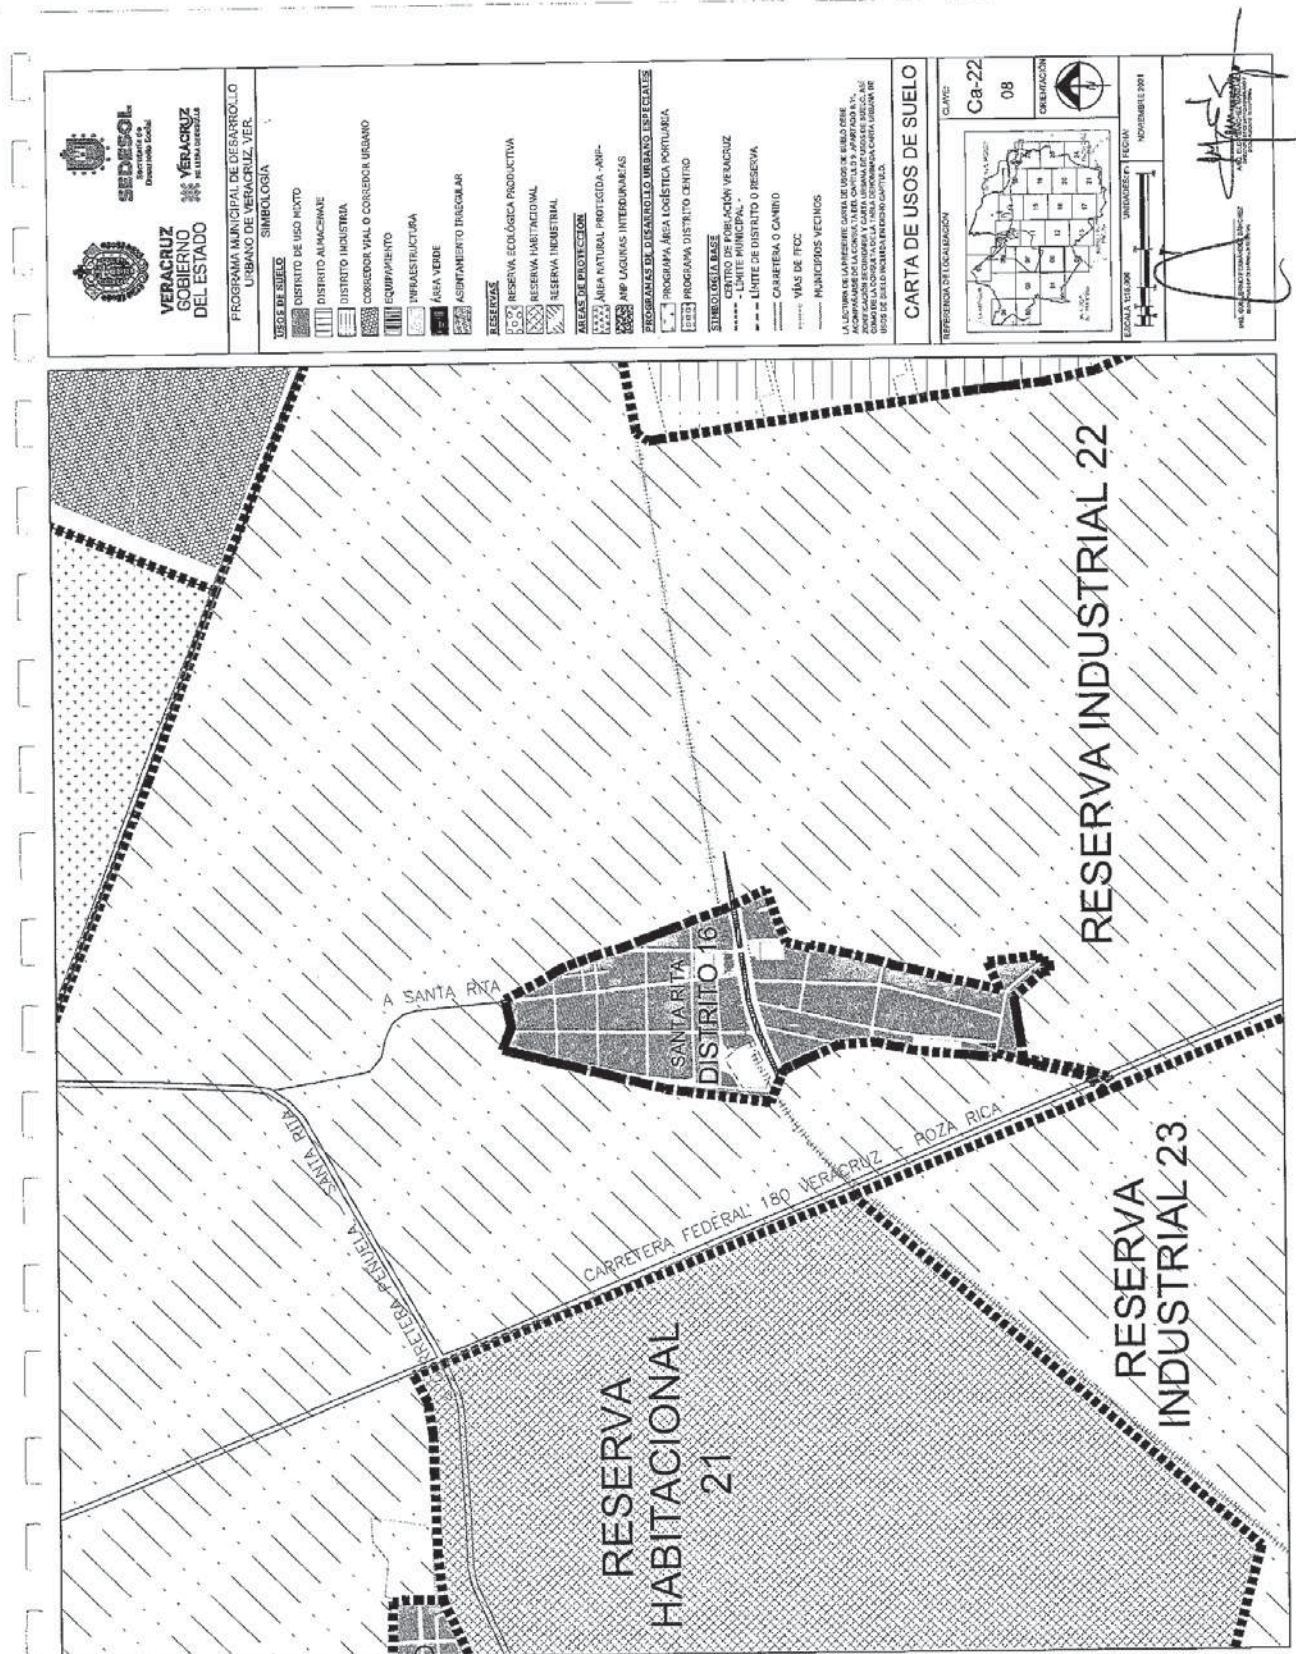 VERACRUZ
GOBIERNO
DEL ESTADO
SEDESOL
Secretaría de
Desarrollo Social
VERACRUZ
PROGRAMA MUNICIPAL DE DESARROLLO
URBANO DE VERACRUZ, VER.
SIMBOLOGÍA
USOS DE SUELO
DISTRITO DE USO MIXTO
DISTRITO ALMACENAJE
DISTRITO INDUSTRIA
CORREDOR VIAL O CORREDOR URBANO
EQUIPAMIENTO
INFRAESTRUCTURA
ÁREA VERDE
ASENTAMIENTO IRREGULAR
RESERVAS
RESERVA ECOLÓGICA PRODUCTIVA
RESERVA HABITACIONAL
RESERVA INDUSTRIAL
ÁREAS DE PROTECCIÓN
ÁREA NATURAL PROTEGIDA -ANP-
ANP LAGUNAS INTERDUNARIAS
PROGRAMAS DE DESARROLLO URBANO ESPECIALES
PROGRAMA ÁREA LOGÍSTICA PORTUARIA
PROGRAMA DISTRITO CENTRO
SIMBOLOGÍA BASE
CENTRO DE POBLACIÓN VERACRUZ
- LÍMITE MUNICIPAL -
LÍMITE DE DISTRITO O RESERVA
CARRETERA O CAMINO
VÍAS DE FFCC
MUNICIPIOS VECINOS
CARTA DE USOS DE SUELO
REFERENCIA DE LOCALIZACIÓN
CLAVE:
Ca-22
08
ORIENTACIÓN
N
FECHA:
NOVIEMBRE 2021
A SANTA RITA
SANTA RITA
DISTRITO 16
CARRETERA PEÑUELA - SANTA RITA
CARRETERA FEDERAL 180 VERACRUZ - POZA RICA
RESERVA INDUSTRIAL 22
RESERVA
INDUSTRIAL 23
RESERVA
HABITACIONAL
21